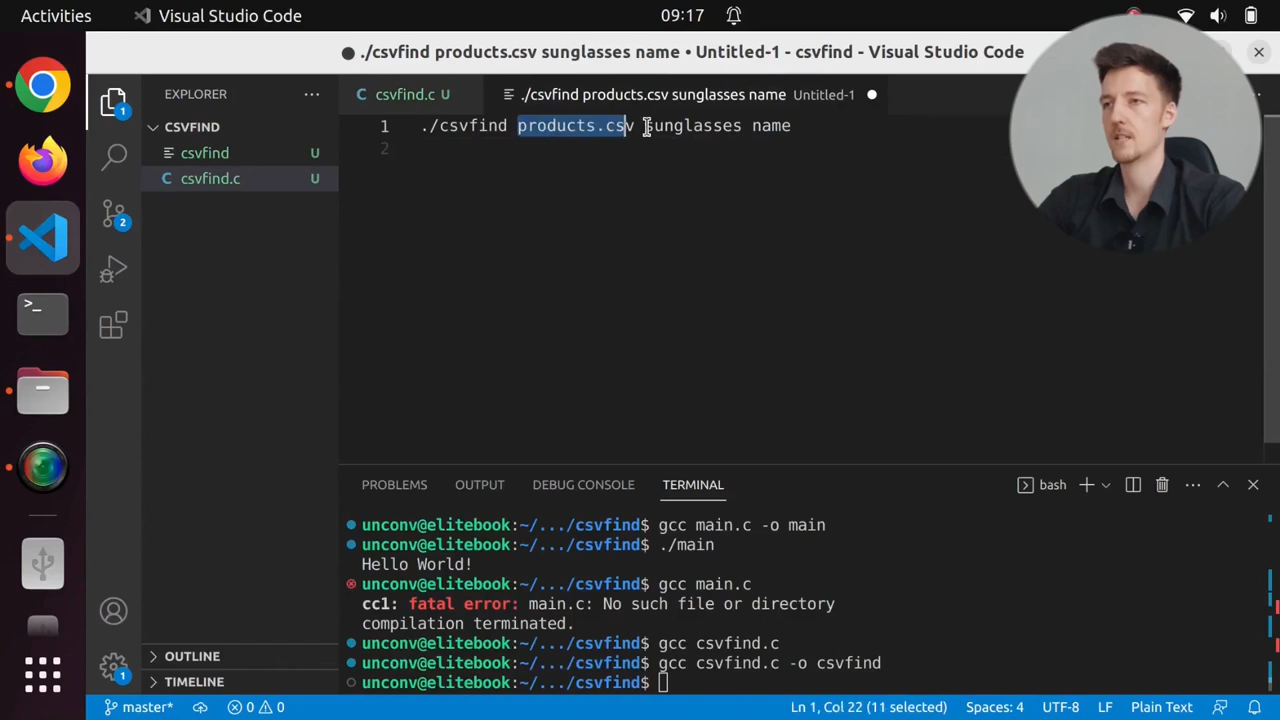 Activities
Visual Studio Code
09:17
./csvfind products.csv sunglasses name • Untitled-1 - csvfind - Visual Studio Code
EXPLORER
csvfind.c U
./csvfind products.csv sunglasses name Untitled-1
CSVFIND
csvfind U
csvfind.c U
1
1 ./csvfind products.csv sunglasses name
2
2
PROBLEMS OUTPUT DEBUG CONSOLE TERMINAL
bash
unconv@elitebook:~/.../csvfind$ gcc main.c -o main
unconv@elitebook:~/.../csvfind$ ./main
Hello World!
unconv@elitebook:~/.../csvfind$ gcc main.c
cc1: fatal error: main.c: No such file or directory
compilation terminated.
unconv@elitebook:~/.../csvfind$ gcc csvfind.c
unconv@elitebook:~/.../csvfind$ gcc csvfind.c -o csvfind
unconv@elitebook:~/.../csvfind$
OUTLINE
TIMELINE
1
master*
0 0
Ln 1, Col 22 (11 selected)
Spaces: 4
UTF-8
LF
Plain Text